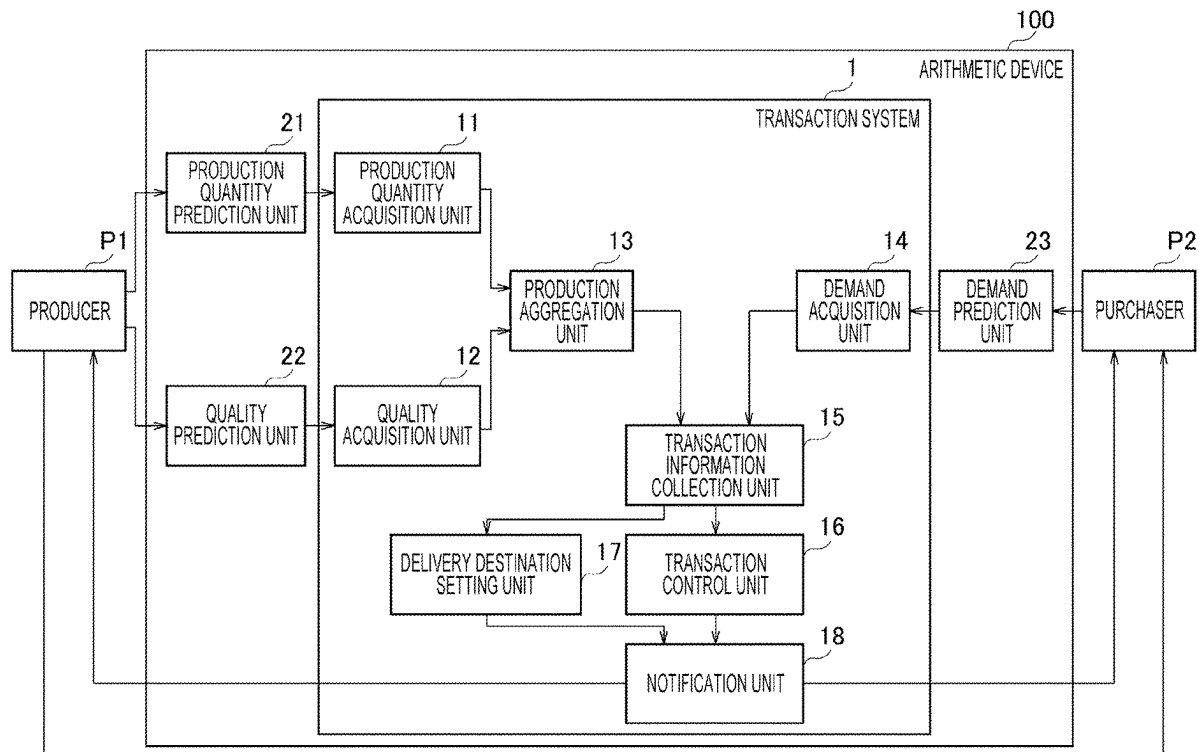 100
ARITHMETIC DEVICE
1
TRANSACTION SYSTEM
21
PRODUCTION
QUANTITY
PREDICTION UNIT
11
PRODUCTION
QUANTITY
ACQUISITION UNIT
P1
PRODUCER
13
PRODUCTION
AGGREGATION
UNIT
14
DEMAND
ACQUISITION
UNIT
23
DEMAND
PREDICTION
UNIT
P2
PURCHASER
22
QUALITY
PREDICTION UNIT
12
QUALITY
ACQUISITION UNIT
15
TRANSACTION
INFORMATION
COLLECTION UNIT
17
DELIVERY DESTINATION
SETTING UNIT
16
TRANSACTION
CONTROL UNIT
18
NOTIFICATION UNIT